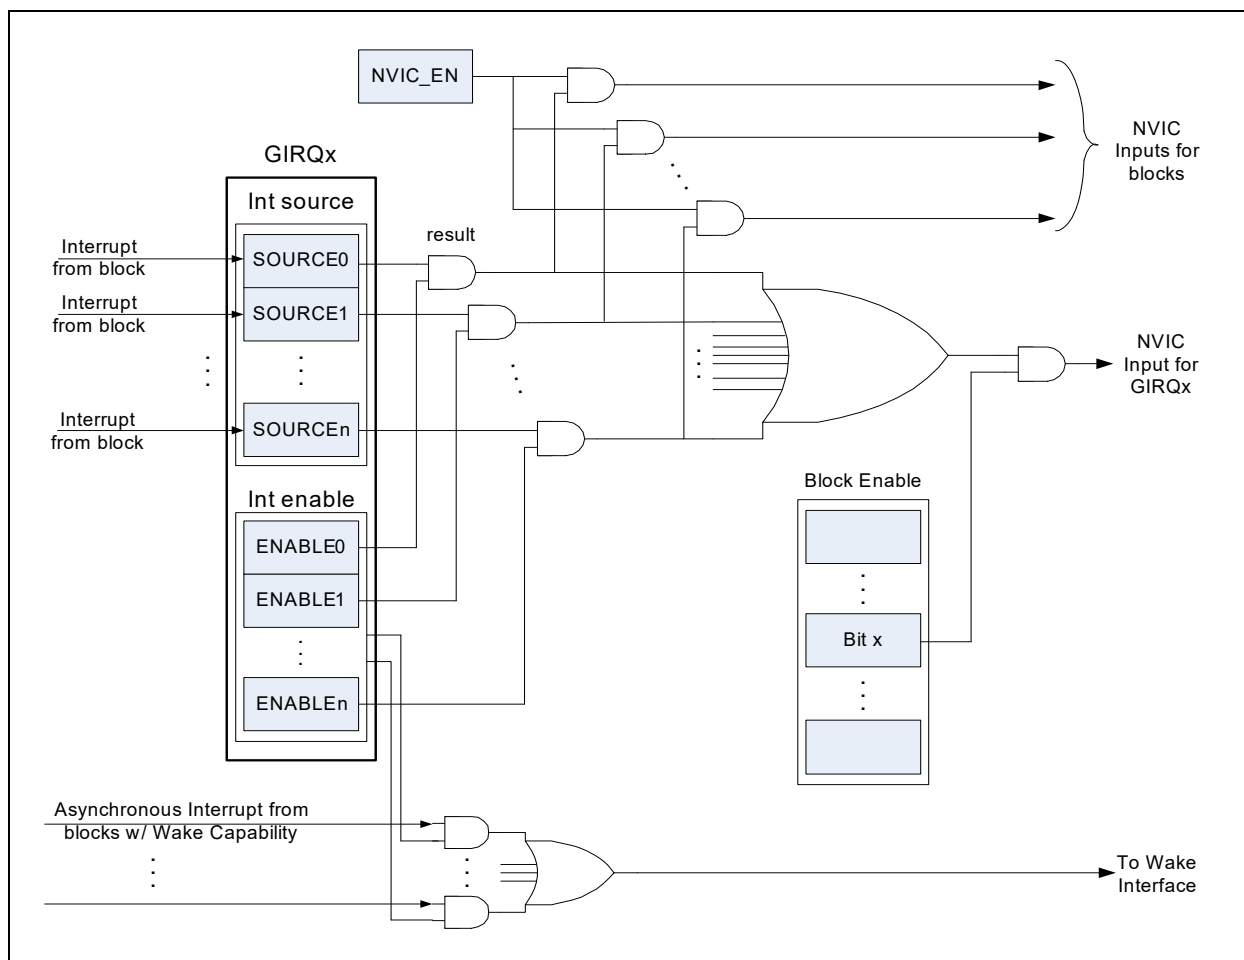 NVIC_EN
NVIC
Inputs for
blocks
GIRQx
Int source
result
Interrupt
from block
SOURCE0
Interrupt
from block
SOURCE1
NVIC
Input for
GIRQx
Interrupt
from block
SOURCEn
Block Enable
Int enable
ENABLE0
ENABLE1
Bit x
ENABLEn
Asynchronous Interrupt from
blocks w/ Wake Capability
To Wake
Interface